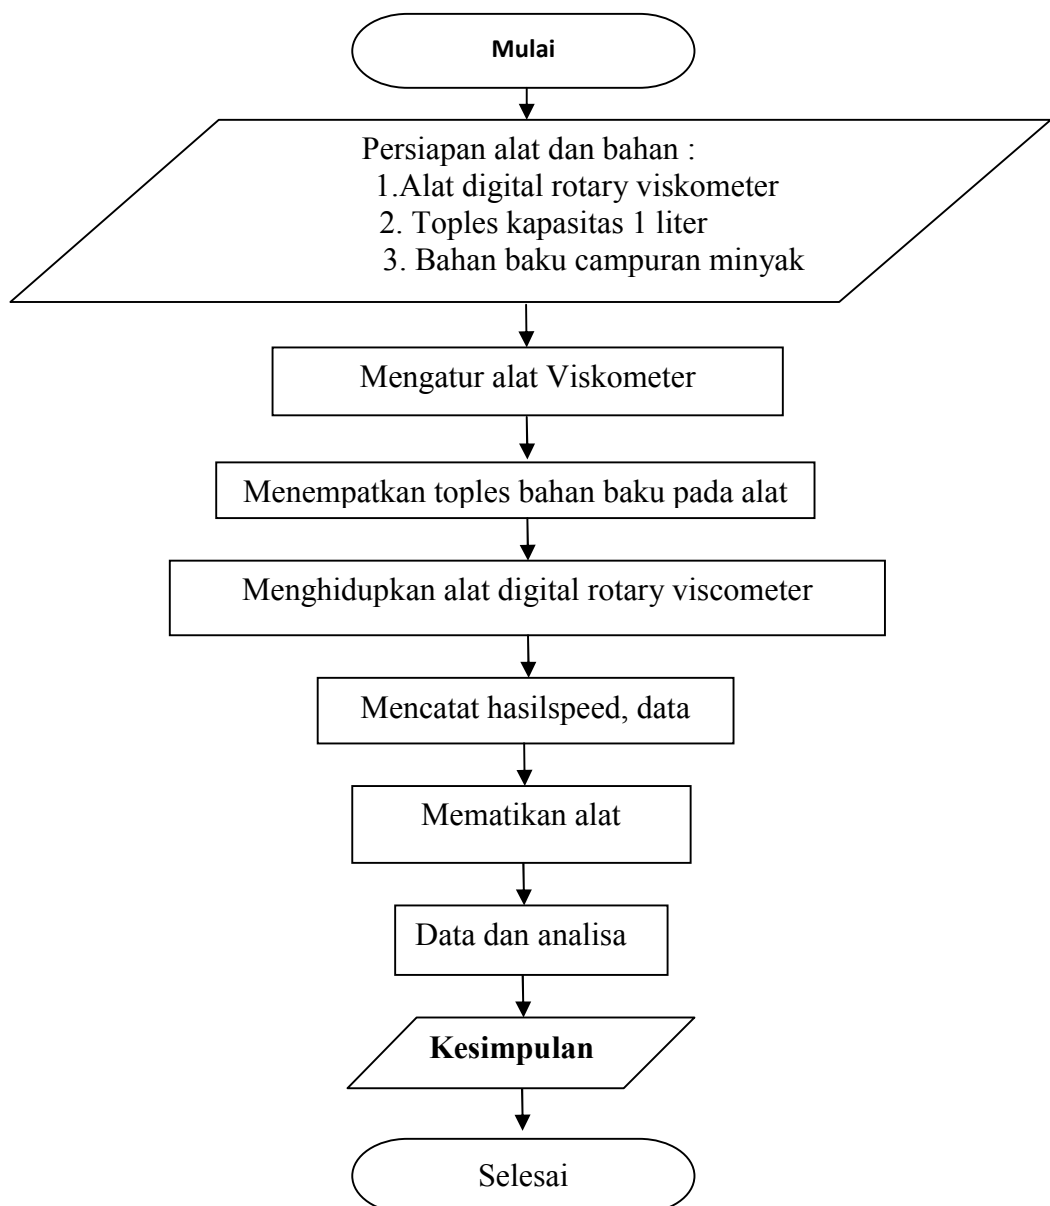 Mulai
Persiapan alat dan bahan :
1.Alat digital rotary viskometer
2. Toples kapasitas 1 liter
3. Bahan baku campuran minyak
Mengatur alat Viskometer
Menempatkan toples bahan baku pada alat
Menghidupkan alat digital rotary viscometer
Mencatat hasilspeed, data
Mematikan alat
Data dan analisa
Kesimpulan
Selesai